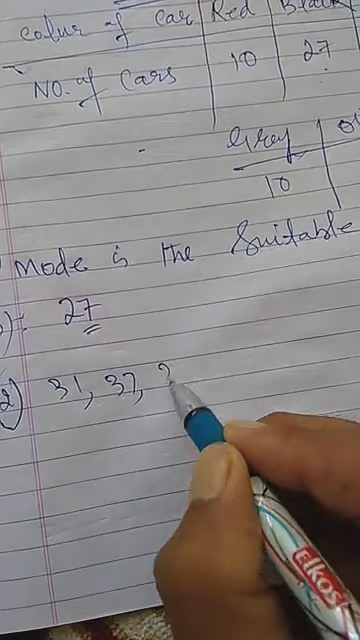 Colour of Car Red Black
No. of Cars 10 27
Grey
10
Mode is the Suitable
27
2) 31, 37,
elkos